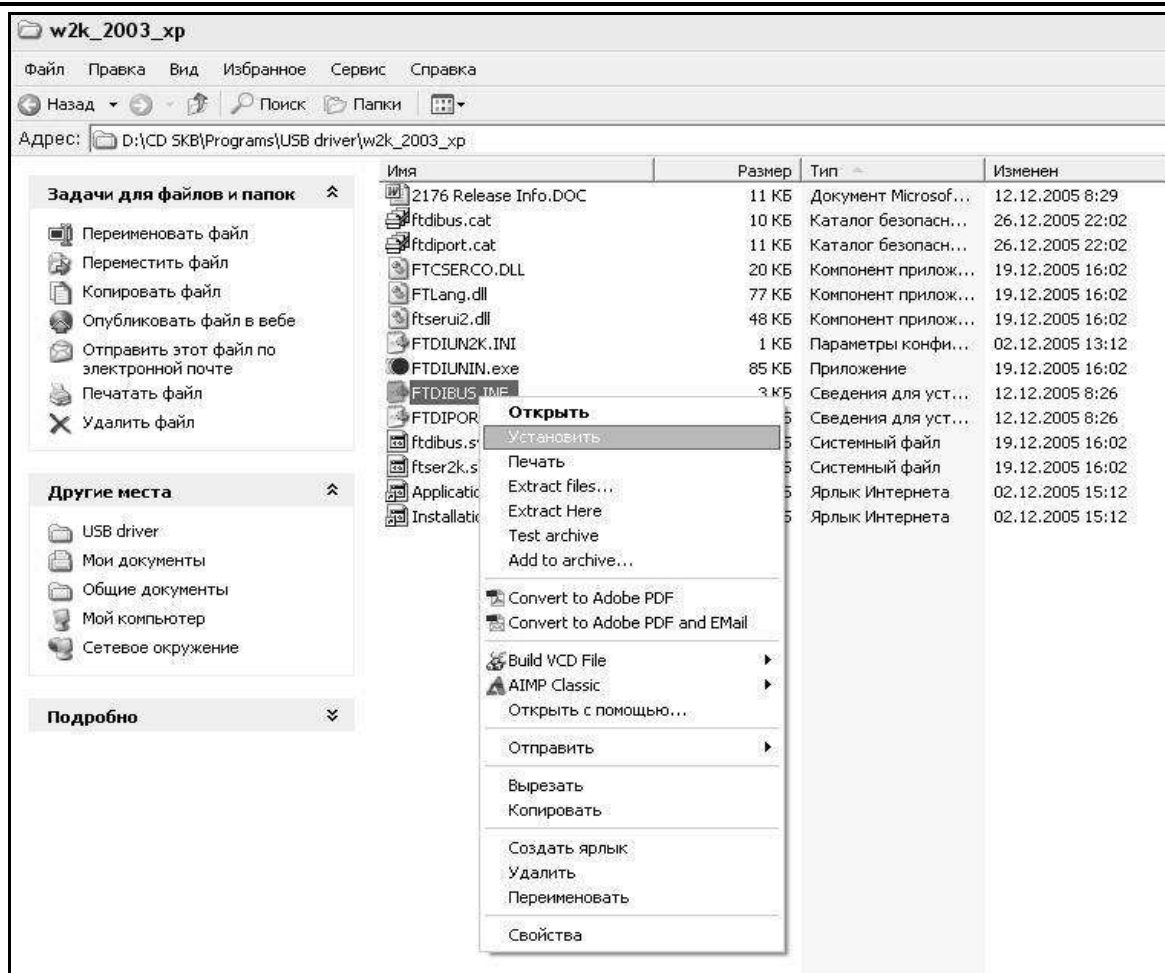 w2k_2003_xp
Файл Правка Вид Избранное Сервис Справка
Назад Поиск Папки
Адрес: D:\CD SKB\Programs\USB driver\w2k_2003_xp
Задачи для файлов и папок
Переименовать файл
Переместить файл
Копировать файл
Опубликовать файл в вебе
Отправить этот файл по
электронной почте
Печатать файл
Удалить файл
Другие места
USB driver
Мои документы
Общие документы
Мой компьютер
Сетевое окружение
Подробно
Имя Размер Тип Изменен
2176 Release Info.DOC 11 КБ Документ Microsof... 12.12.2005 8:29
ftdibus.cat 10 КБ Каталог безопасн... 26.12.2005 22:02
ftdiport.cat 11 КБ Каталог безопасн... 26.12.2005 22:02
FTCSERCO.DLL 20 КБ Компонент прилож... 19.12.2005 16:02
FTLang.dll 77 КБ Компонент прилож... 19.12.2005 16:02
ftserui2.dll 48 КБ Компонент прилож... 19.12.2005 16:02
FTDIUN2K.INI 1 КБ Параметры конфи... 02.12.2005 13:12
FTDIUNIN.exe 85 КБ Приложение 19.12.2005 16:02
FTDIBUS.INF 3 КБ Сведения для уст... 12.12.2005 8:26
FTDIPOR Сведения для уст... 12.12.2005 8:26
ftdibus.s Системный файл 19.12.2005 16:02
ftser2k.s Системный файл 19.12.2005 16:02
Applicatio Ярлык Интернета 02.12.2005 15:12
Installatio Ярлык Интернета 02.12.2005 15:12
Открыть
Установить
Печать
Extract files...
Extract Here
Test archive
Add to archive...
Convert to Adobe PDF
Convert to Adobe PDF and EMail
Build VCD File
AIMP Classic
Открыть с помощью...
Отправить
Вырезать
Копировать
Создать ярлык
Удалить
Переименовать
Свойства